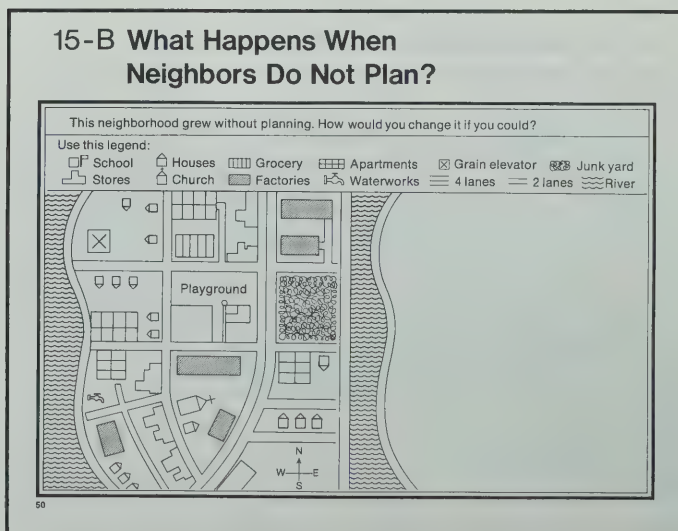 15-B What Happens When
Neighbors Do Not Plan?
This neighborhood grew without planning. How would you change it if you could?
Use this legend:
School Houses Grocery Apartments Grain elevator Junk yard
Stores Church Factories Waterworks 4 lanes 2 lanes River
Playground
N
W E
S
50